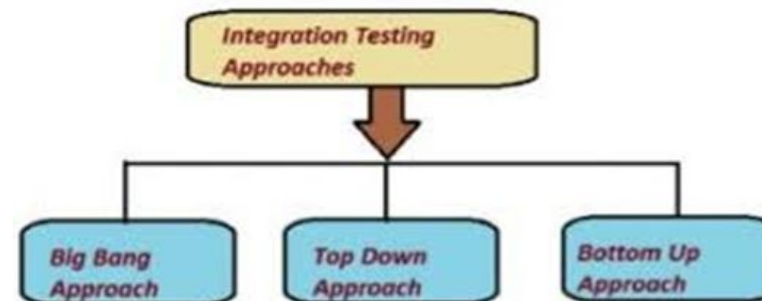 Integration Testing
Approaches
Big Bang
Approach
Top Down
Approach
Bottom Up
Approach